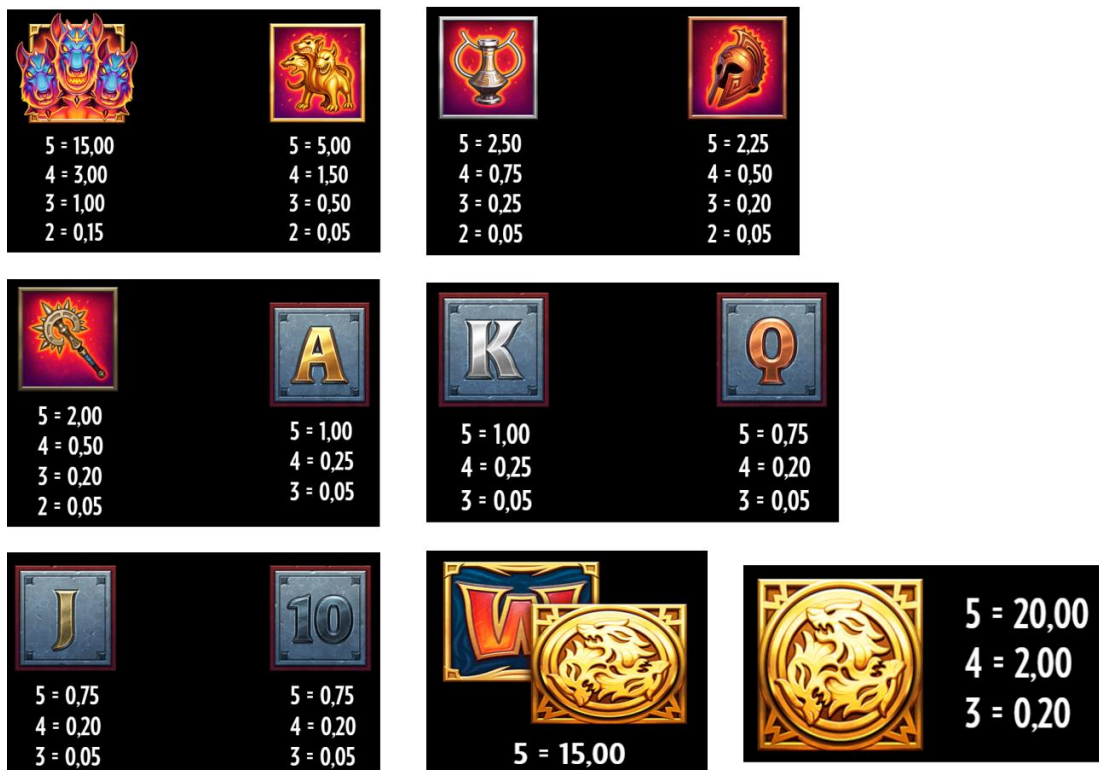 5 = 15,00
4 = 3,00
3 = 1,00
2 = 0,15
5 = 5,00
4 = 1,50
3 = 0,50
2 = 0,05
5 = 2,50
4 = 0,75
3 = 0,25
2 = 0,05
5 = 2,25
4 = 0,50
3 = 0,20
2 = 0,05
5 = 2,00
4 = 0,50
3 = 0,20
2 = 0,05
A
5 = 1,00
4 = 0,25
3 = 0,05
K
5 = 1,00
4 = 0,25
3 = 0,05
Q
5 = 0,75
4 = 0,20
3 = 0,05
J
5 = 0,75
4 = 0,20
3 = 0,05
10
5 = 0,75
4 = 0,20
3 = 0,05
W
5 = 15,00
5 = 20,00
4 = 2,00
3 = 0,20